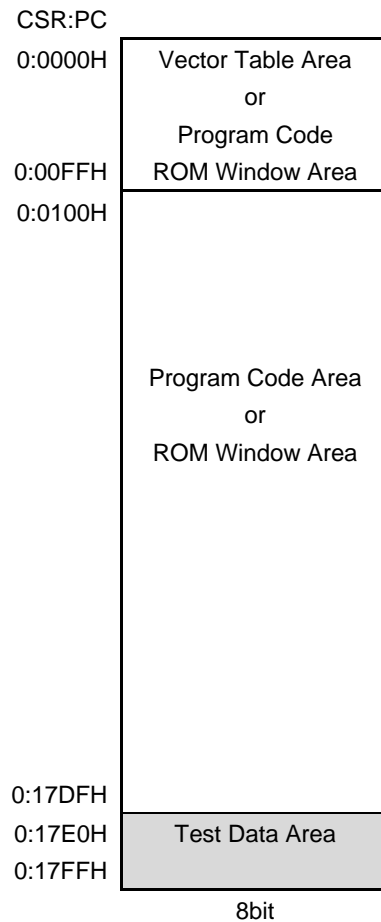 CSR:PC
0:0000H Vector Table Area
or
Program Code
0:00FFH ROM Window Area
0:0100H
Program Code Area
or
ROM Window Area
0:17DFH
0:17E0H Test Data Area
0:17FFH
8bit